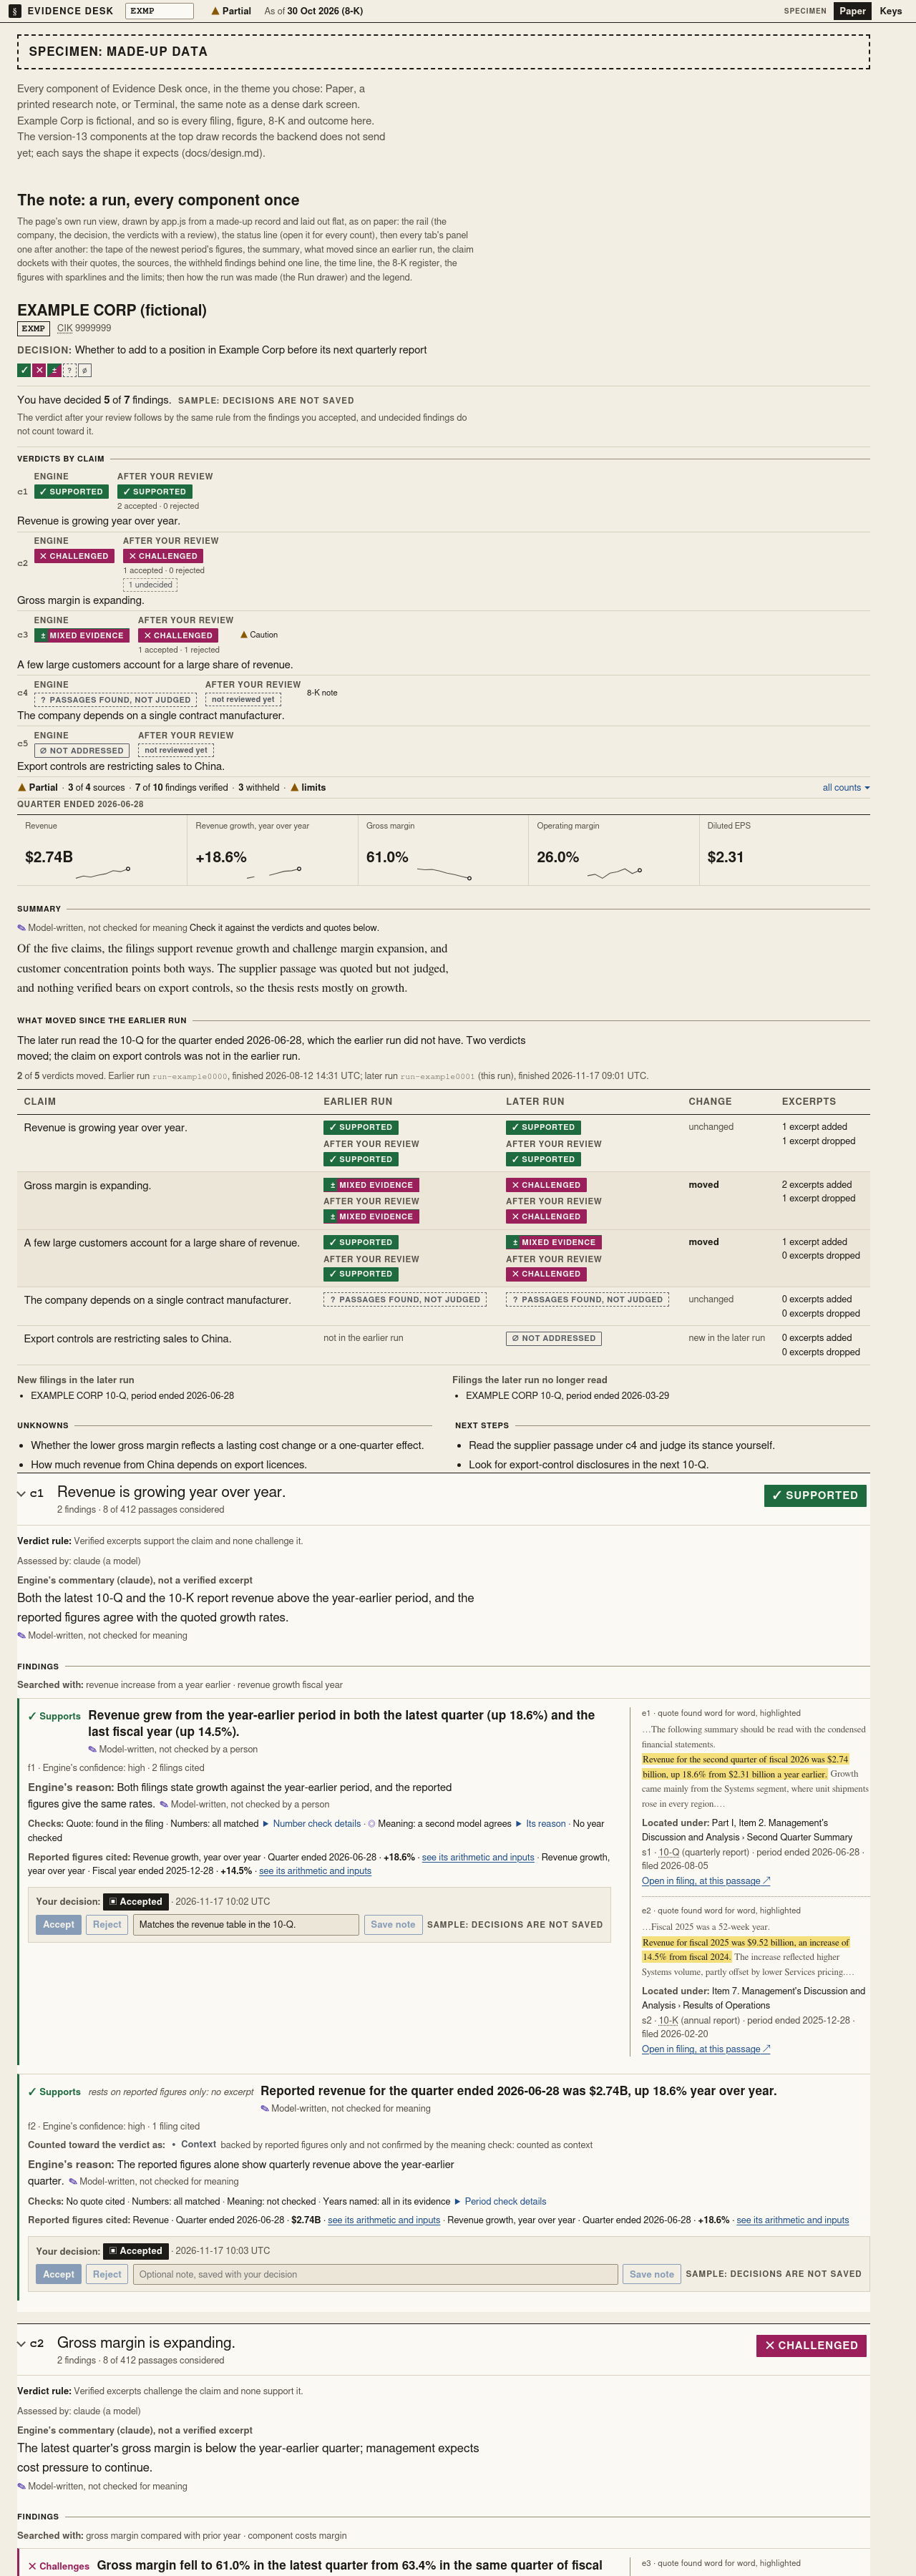 § EVIDENCE DESK EXMP ▲ Partial As of 30 Oct 2026 (8-K) SPECIMEN Paper Keys
SPECIMEN: MADE-UP DATA
Every component of Evidence Desk once, in the theme you chose: Paper, a
printed research note, or Terminal, the same note as a dense dark screen.
Example Corp is fictional, and so is every filing, figure, 8-K and outcome here.
The version-13 components at the top draw records the backend does not send
yet; each says the shape it expects (docs/design.md).
The note: a run, every component once
The page's own run view, drawn by app.js from a made-up record and laid out flat, as on paper: the rail (the
company, the decision, the verdicts with a review), the status line (open it for every count), then every tab's panel
one after another: the tape of the newest period's figures, the summary, what moved since an earlier run, the claim
dockets with their quotes, the sources, the withheld findings behind one line, the time line, the 8-K register, the
figures with sparklines and the limits; then how the run was made (the Run drawer) and the legend.
EXAMPLE CORP (fictional)
EXMP CIK 9999999
DECISION: Whether to add to a position in Example Corp before its next quarterly report
✓ ✕ ± ? ∅
You have decided 5 of 7 findings. SAMPLE: DECISIONS ARE NOT SAVED
The verdict after your review follows by the same rule from the findings you accepted, and undecided findings do
not count toward it.
VERDICTS BY CLAIM
ENGINE AFTER YOUR REVIEW
c1 ✓ SUPPORTED ✓ SUPPORTED
2 accepted · 0 rejected
Revenue is growing year over year.
ENGINE AFTER YOUR REVIEW
c2 ✕ CHALLENGED ✕ CHALLENGED
1 accepted · 0 rejected
1 undecided
Gross margin is expanding.
ENGINE AFTER YOUR REVIEW
c3 ± MIXED EVIDENCE ✕ CHALLENGED ▲ Caution
1 accepted · 1 rejected
A few large customers account for a large share of revenue.
ENGINE AFTER YOUR REVIEW
c4 ? PASSAGES FOUND, NOT JUDGED not reviewed yet 8-K note
The company depends on a single contract manufacturer.
ENGINE AFTER YOUR REVIEW
c5 ∅ NOT ADDRESSED not reviewed yet
Export controls are restricting sales to China.
▲ Partial · 3 of 4 sources · 7 of 10 findings verified · 3 withheld · ▲ limits all counts
QUARTER ENDED 2026-06-28
Revenue Revenue growth, year over year Gross margin Operating margin Diluted EPS
$2.74B +18.6% 61.0% 26.0% $2.31
SUMMARY
✎ Model-written, not checked for meaning Check it against the verdicts and quotes below.
Of the five claims, the filings support revenue growth and challenge margin expansion, and
customer concentration points both ways. The supplier passage was quoted but not judged,
and nothing verified bears on export controls, so the thesis rests mostly on growth.
WHAT MOVED SINCE THE EARLIER RUN
The later run read the 10-Q for the quarter ended 2026-06-28, which the earlier run did not have. Two verdicts
moved; the claim on export controls was not in the earlier run.
2 of 5 verdicts moved. Earlier run run-example0000, finished 2026-08-12 14:31 UTC; later run run-example0001 (this run), finished 2026-11-17 09:01 UTC.
CLAIM EARLIER RUN LATER RUN CHANGE EXCERPTS
Revenue is growing year over year. ✓ SUPPORTED ✓ SUPPORTED unchanged 1 excerpt added
AFTER YOUR REVIEW AFTER YOUR REVIEW 1 excerpt dropped
✓ SUPPORTED ✓ SUPPORTED
Gross margin is expanding. ± MIXED EVIDENCE ✕ CHALLENGED moved 2 excerpts added
AFTER YOUR REVIEW AFTER YOUR REVIEW 1 excerpt dropped
± MIXED EVIDENCE ✕ CHALLENGED
A few large customers account for a large share of revenue. ✓ SUPPORTED ± MIXED EVIDENCE moved 1 excerpt added
AFTER YOUR REVIEW AFTER YOUR REVIEW 0 excerpts dropped
✓ SUPPORTED ✕ CHALLENGED
The company depends on a single contract manufacturer. ? PASSAGES FOUND, NOT JUDGED ? PASSAGES FOUND, NOT JUDGED unchanged 0 excerpts added
0 excerpts dropped
Export controls are restricting sales to China. not in the earlier run ∅ NOT ADDRESSED new in the later run 0 excerpts added
0 excerpts dropped
New filings in the later run Filings the later run no longer read
• EXAMPLE CORP 10-Q, period ended 2026-06-28 • EXAMPLE CORP 10-Q, period ended 2026-03-29
UNKNOWNS NEXT STEPS
• Whether the lower gross margin reflects a lasting cost change or a one-quarter effect. • Read the supplier passage under c4 and judge its stance yourself.
• How much revenue from China depends on export licences. • Look for export-control disclosures in the next 10-Q.
c1 Revenue is growing year over year. ✓ SUPPORTED
2 findings · 8 of 412 passages considered
Verdict rule: Verified excerpts support the claim and none challenge it.
Assessed by: claude (a model)
Engine's commentary (claude), not a verified excerpt
Both the latest 10-Q and the 10-K report revenue above the year-earlier period, and the
reported figures agree with the quoted growth rates.
✎ Model-written, not checked for meaning
FINDINGS
Searched with: revenue increase from a year earlier · revenue growth fiscal year
✓ Supports Revenue grew from the year-earlier period in both the latest quarter (up 18.6%) and the
last fiscal year (up 14.5%).
✎ Model-written, not checked by a person
f1 · Engine's confidence: high · 2 filings cited
Engine's reason: Both filings state growth against the year-earlier period, and the reported
figures give the same rates. ✎ Model-written, not checked by a person
Checks: Quote: found in the filing · Numbers: all matched ▶ Number check details · Meaning: a second model agrees ▶ Its reason · No year
checked
Reported figures cited: Revenue growth, year over year · Quarter ended 2026-06-28 · +18.6% · see its arithmetic and inputs · Revenue growth,
year over year · Fiscal year ended 2025-12-28 · +14.5% · see its arithmetic and inputs
Your decision: Accepted · 2026-11-17 10:02 UTC
Accept Reject Matches the revenue table in the 10-Q. Save note SAMPLE: DECISIONS ARE NOT SAVED
e1 · quote found word for word, highlighted
…The following summary should be read with the condensed
financial statements.
Revenue for the second quarter of fiscal 2026 was $2.74
billion, up 18.6% from $2.31 billion a year earlier. Growth
came mainly from the Systems segment, where unit shipments
rose in every region.…
Located under: Part I, Item 2. Management's
Discussion and Analysis › Second Quarter Summary
s1 · 10-Q (quarterly report) · period ended 2026-06-28 ·
filed 2026-08-05
Open in filing, at this passage ↗
e2 · quote found word for word, highlighted
…Fiscal 2025 was a 52-week year.
Revenue for fiscal 2025 was $9.52 billion, an increase of
14.5% from fiscal 2024. The increase reflected higher
Systems volume, partly offset by lower Services pricing.…
Located under: Item 7. Management's Discussion and
Analysis › Results of Operations
s2 · 10-K (annual report) · period ended 2025-12-28 ·
filed 2026-02-20
Open in filing, at this passage ↗
✓ Supports rests on reported figures only: no excerpt Reported revenue for the quarter ended 2026-06-28 was $2.74B, up 18.6% year over year.
✎ Model-written, not checked for meaning
f2 · Engine's confidence: high · 1 filing cited
Counted toward the verdict as: • Context backed by reported figures only and not confirmed by the meaning check: counted as context
Engine's reason: The reported figures alone show quarterly revenue above the year-earlier
quarter. ✎ Model-written, not checked for meaning
Checks: No quote cited · Numbers: all matched · Meaning: not checked · Years named: all in its evidence ▶ Period check details
Reported figures cited: Revenue · Quarter ended 2026-06-28 · $2.74B · see its arithmetic and inputs · Revenue growth, year over year · Quarter ended 2026-06-28 · +18.6% · see its arithmetic and inputs
Your decision: Accepted · 2026-11-17 10:03 UTC
Accept Reject Optional note, saved with your decision Save note SAMPLE: DECISIONS ARE NOT SAVED
c2 Gross margin is expanding. ✕ CHALLENGED
2 findings · 8 of 412 passages considered
Verdict rule: Verified excerpts challenge the claim and none support it.
Assessed by: claude (a model)
Engine's commentary (claude), not a verified excerpt
The latest quarter's gross margin is below the year-earlier quarter; management expects
cost pressure to continue.
✎ Model-written, not checked for meaning
FINDINGS
Searched with: gross margin compared with prior year · component costs margin
✕ Challenges Gross margin fell to 61.0% in the latest quarter from 63.4% in the same quarter of fiscal
e3 · quote found word for word, highlighted